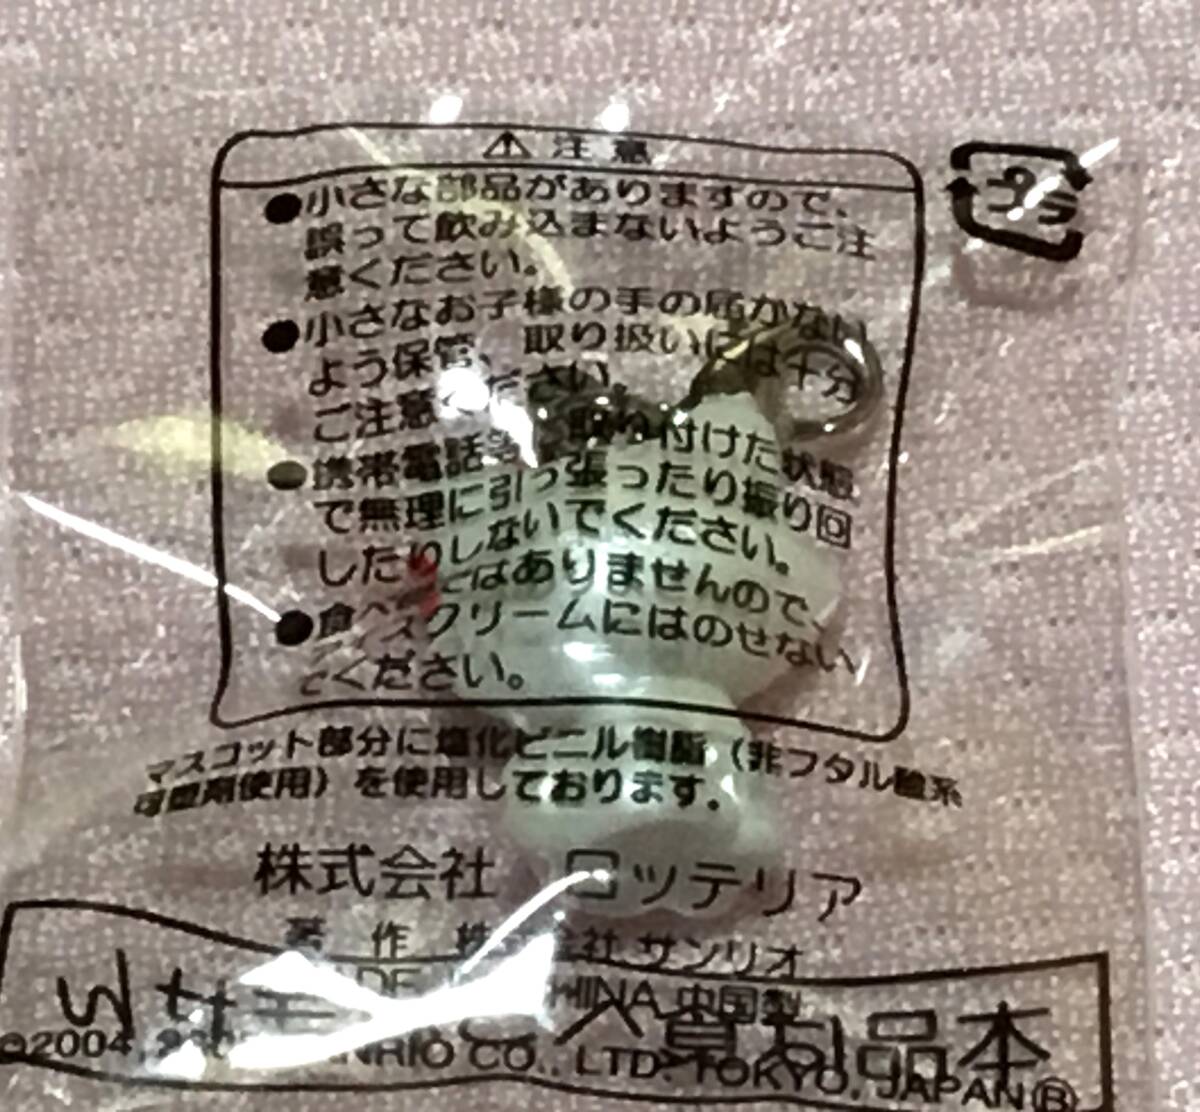 ⚠ 注意
●小さな部品がありますので、
誤って飲み込まないようご注
意ください。
●小さなお子様の手の届かない
よう保管、取り扱いには十分
ご注意ください。
●携帯電話等に取り付けた状態
で無理に引っ張ったり振り回
したりしないでください。
●食べ ではありませんので、
スクリームにはのせない
でください。
プラ
マスコット部分に塩化ビニル樹脂（非フタル酸系
可塑剤使用）を使用しております。
株式会社 ロッテリア
著作 株式会社サンリオ
MADE IN CHINA 中国製
©2004, SANRIO CO., LTD. TOKYO, JAPAN Ⓑ
本品